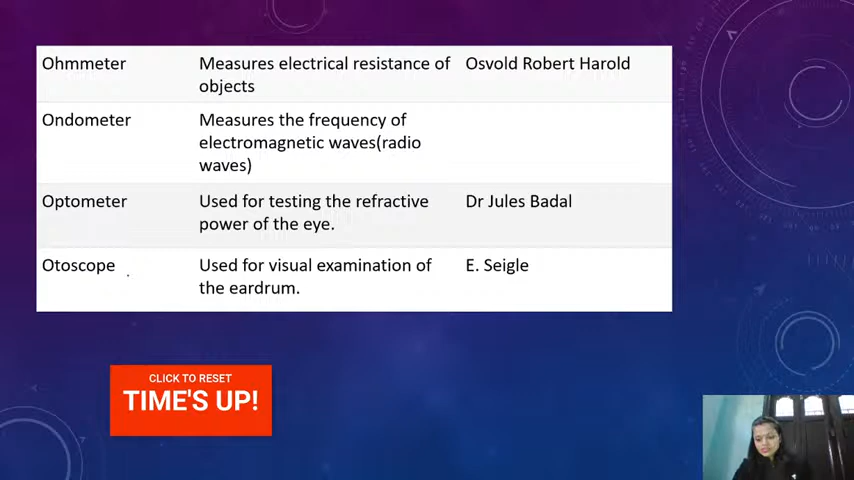 Ohmmeter Measures electrical resistance of Osvold Robert Harold
objects
Ondometer Measures the frequency of
electromagnetic waves(radio
waves)
Optometer Used for testing the refractive Dr Jules Badal
power of the eye.
Otoscope Used for visual examination of E. Seigle
the eardrum.
CLICK TO RESET
TIME'S UP!